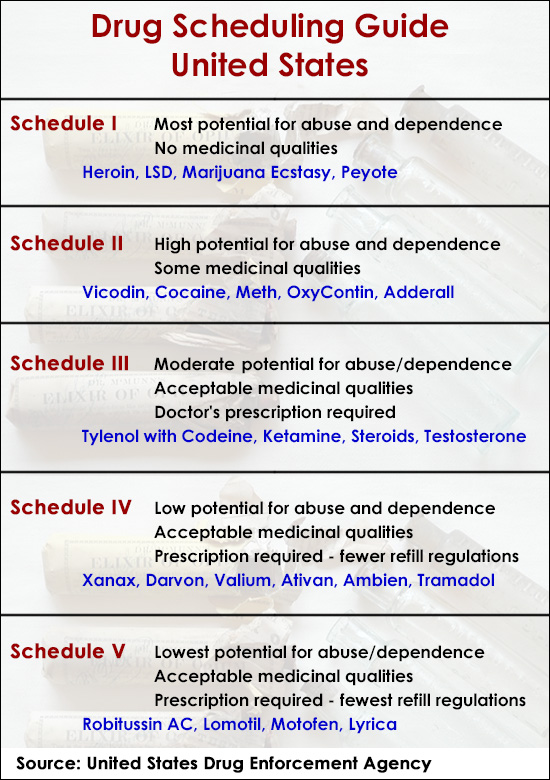 Drug Scheduling Guide
United States
Schedule I Most potential for abuse and dependence
No medicinal qualities
Heroin, LSD, Marijuana Ecstasy, Peyote
Schedule II High potential for abuse and dependence
Some medicinal qualities
Vicodin, Cocaine, Meth, OxyContin, Adderall
Schedule III Moderate potential for abuse/dependence
Acceptable medicinal qualities
Doctor's prescription required
Tylenol with Codeine, Ketamine, Steroids, Testosterone
Schedule IV Low potential for abuse and dependence
Acceptable medicinal qualities
Prescription required - fewer refill regulations
Xanax, Darvon, Valium, Ativan, Ambien, Tramadol
Schedule V Lowest potential for abuse/dependence
Acceptable medicinal qualities
Prescription required - fewest refill regulations
Robitussin AC, Lomotil, Motofen, Lyrica
Source: United States Drug Enforcement Agency